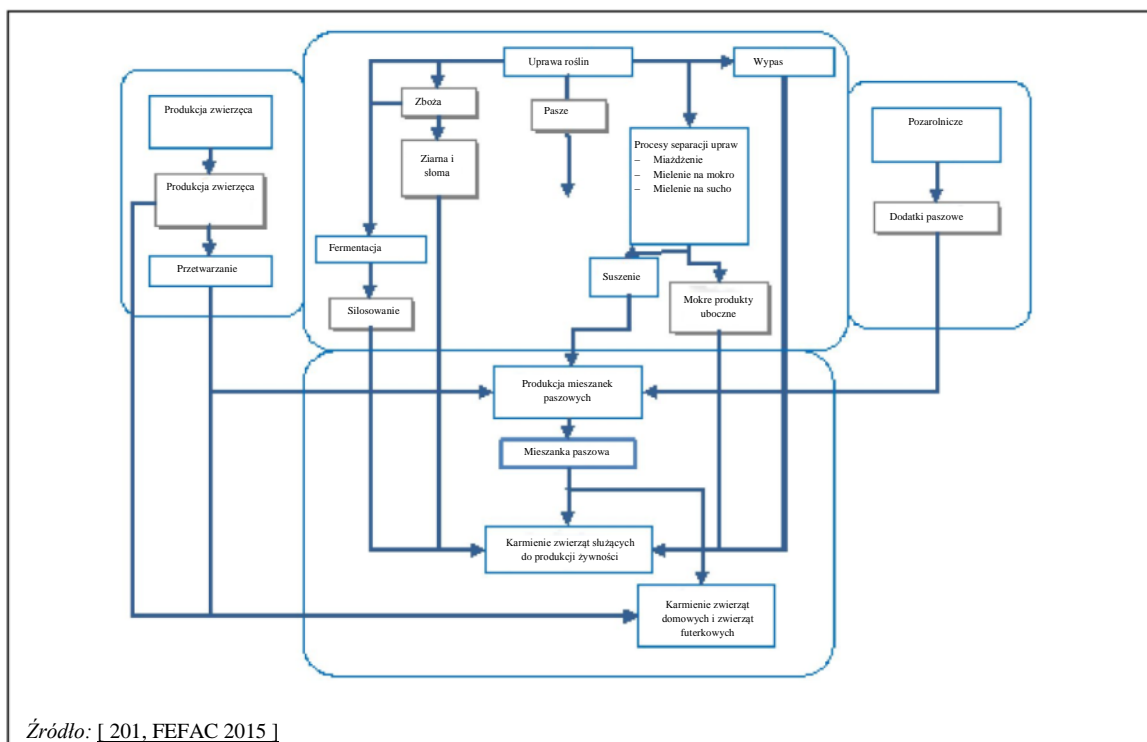 Uprawa roślin
Wypas
Produkcja zwierzęca
Zboża
Pasze
Pozarolnicze
Procesy separacji upraw
– Miażdżenie
– Mielenie na mokro
– Mielenie na sucho
Ziarna i
słoma
Produkcja zwierzęca
Dodatki paszowe
Fermentacja
Przetwarzanie
Suszenie
Mokre produkty
uboczne
Silosowanie
Produkcja mieszanek
paszowych
Mieszanka paszowa
Karmienie zwierząt służących
do produkcji żywności
Karmienie zwierząt
domowych i zwierząt
futerkowych
Źródło: [ 201, FEFAC 2015 ]